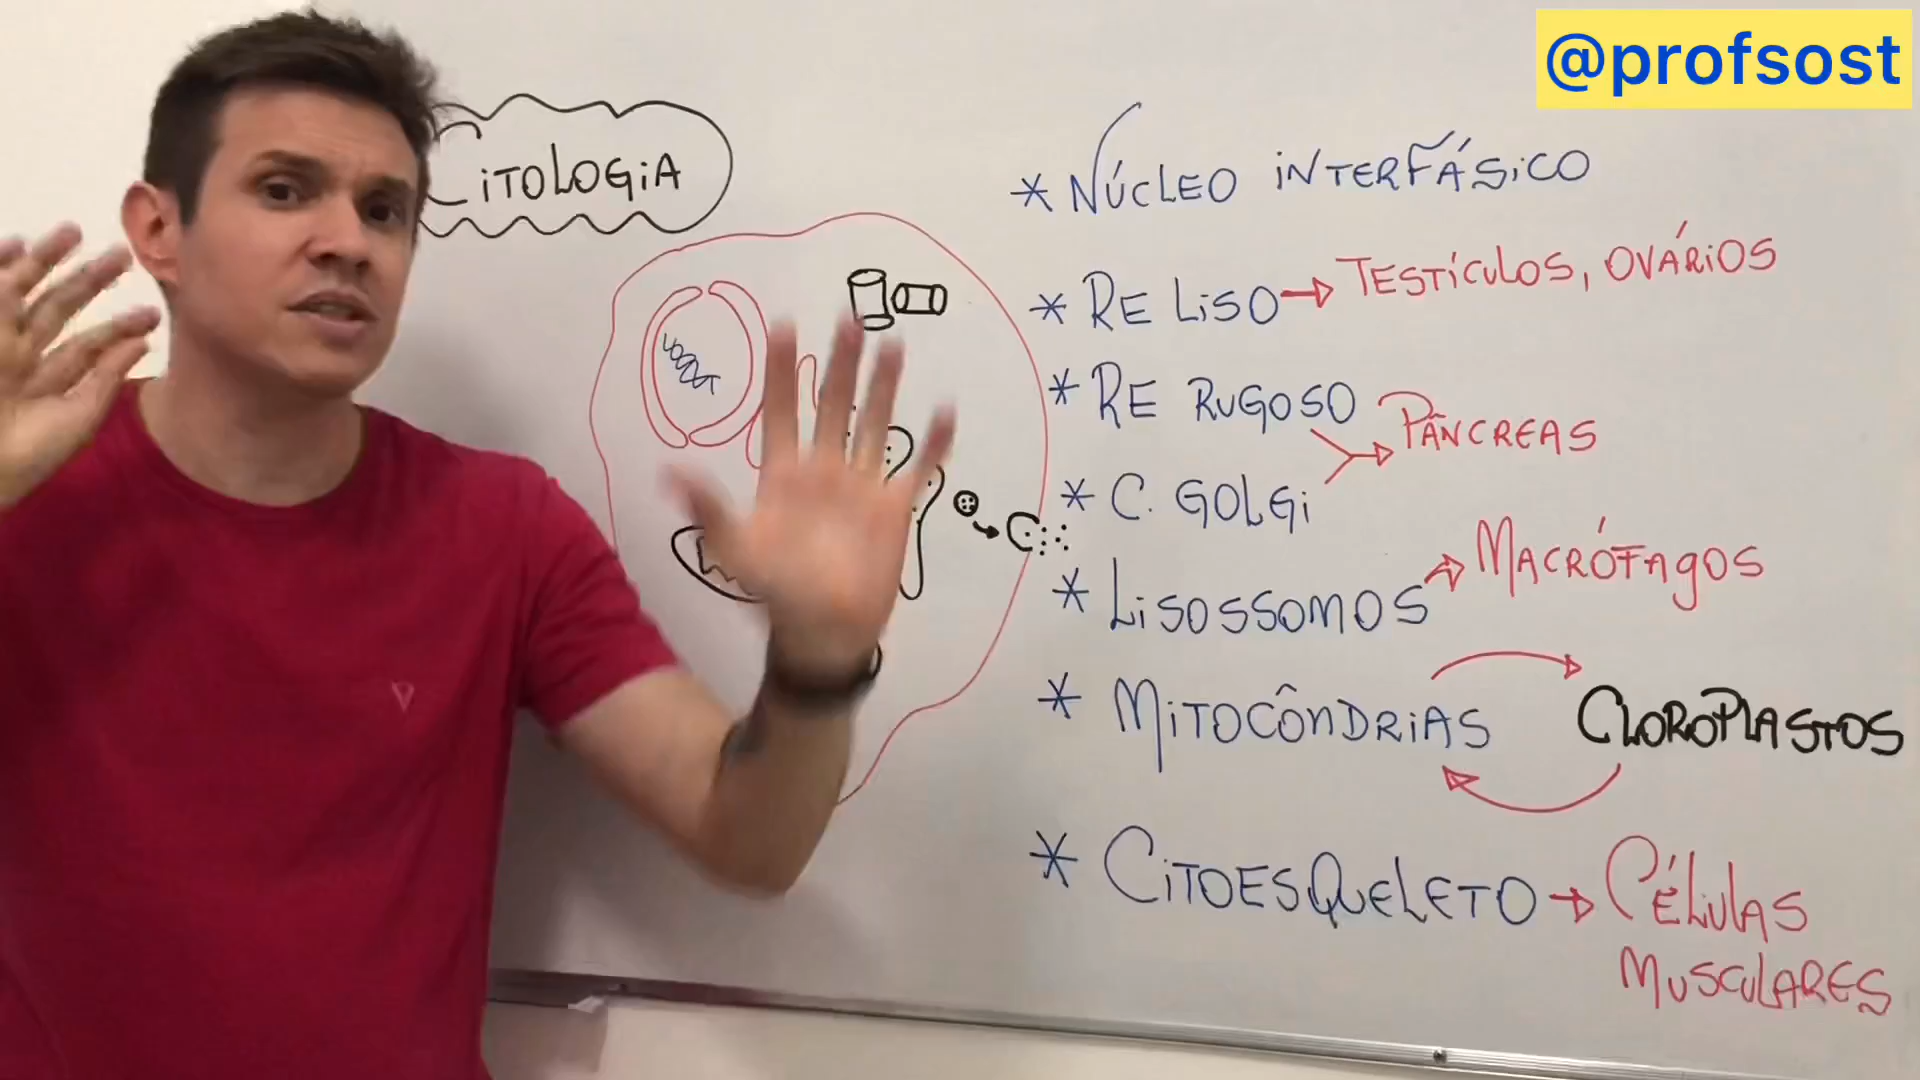 @profsost
CITOLOGIA
* NÚCLEO INTERFÁSICO
* RE LISO → TESTÍCULOS, OVÁRIOS
* RE RUGOSO
PÂNCREAS
* C. GOLGI
* LISOSSOMOS → MACRÓFAGOS
* MITOCÔNDRIAS
CLOROPLASTOS
* CITOESQUELETO → CÉLULAS
MUSCULARES